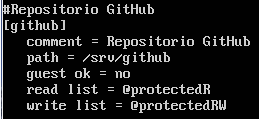 #Repositorio GitHub
[github]
comment = Repositorio GitHub
path = /srv/github
guest ok = no
read list = @protectedR
write list = @protectedRW